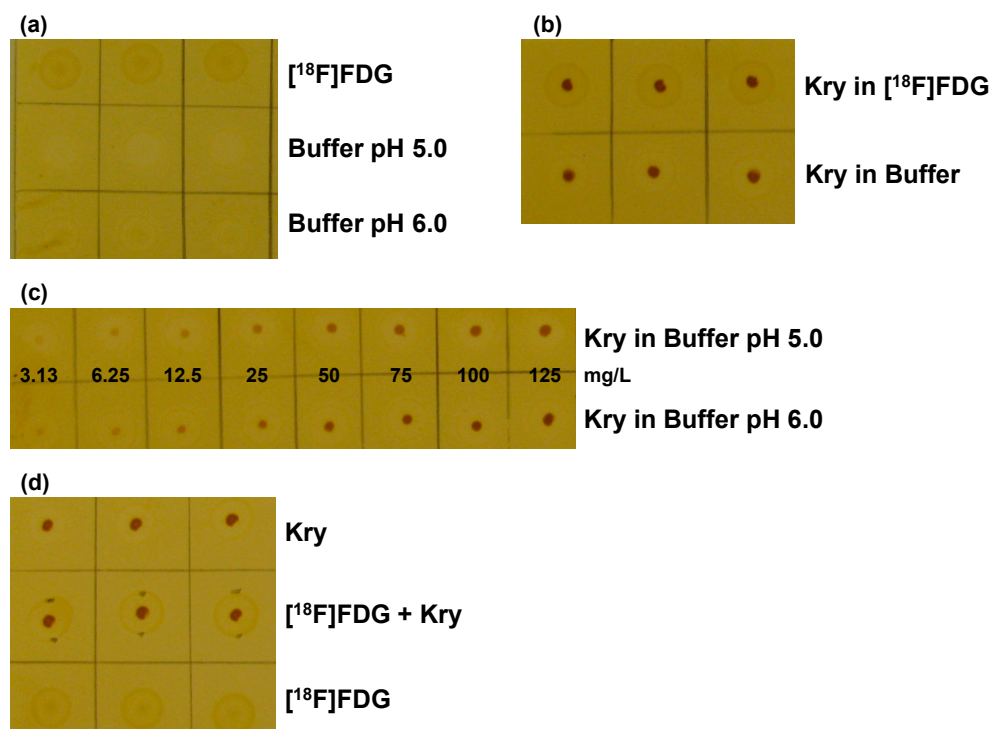 (a)
[¹⁸F]FDG
Buffer pH 5.0
Buffer pH 6.0
(b)
Kry in [¹⁸F]FDG
Kry in Buffer
(c)
Kry in Buffer pH 5.0
3.13 6.25 12.5 25 50 75 100 125 mg/L
Kry in Buffer pH 6.0
(d)
Kry
[¹⁸F]FDG + Kry
[¹⁸F]FDG